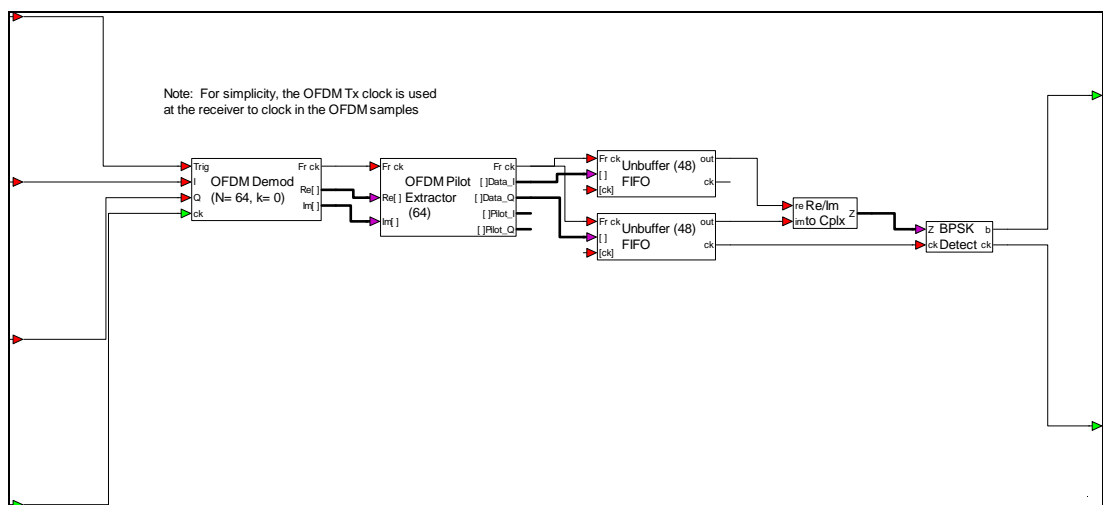 Note: For simplicity, the OFDM Tx clock is used
at the receiver to clock in the OFDM samples
Trig
I
Q
ck
OFDM Demod
(N= 64, k= 0)
Fr ck
Re[ ]
Im[ ]
Fr ck
Re[ ]
Im[ ]
OFDM Pilot
Extractor
(64)
Fr ck
[ ]Data_I
[ ]Data_Q
[ ]Pilot_I
[ ]Pilot_Q
Fr ck
[ ]
[ck]
Unbuffer (48)
FIFO
out
ck
Fr ck
[ ]
[ck]
Unbuffer (48)
FIFO
out
ck
re
im
Re/Im
to Cplx
Z
Z
ck
BPSK
Detect
b
ck